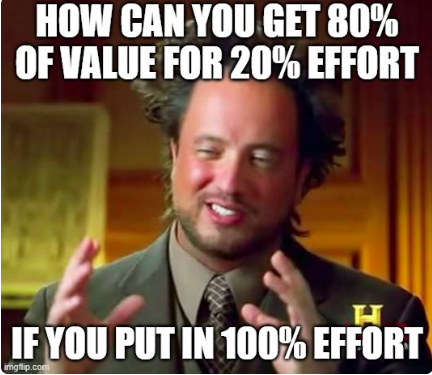 HOW CAN YOU GET 80%
OF VALUE FOR 20% EFFORT
H
IF YOU PUT IN 100% EFFORT
imgflip.com